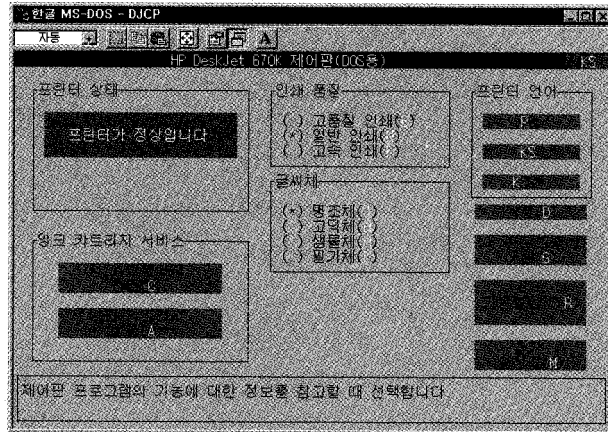 한글 MS-DOS - DJCP
자동
A
HP DeskJet 670K 제어판(DOS용)
KS
프린터 상태
프린터가 정상입니다
인쇄 품질
( ) 고품질 인쇄( )
(*) 일반 인쇄( )
( ) 고속 인쇄( )
글씨체
(*) 명조체( )
( ) 고딕체( )
( ) 샘물체( )
( ) 필기체( )
프린터 언어
KS
K
D
S
R
M
잉크 카트리지 서비스
C
A
제어판 프로그램의 기능에 대한 정보를 참고할 때 선택합니다